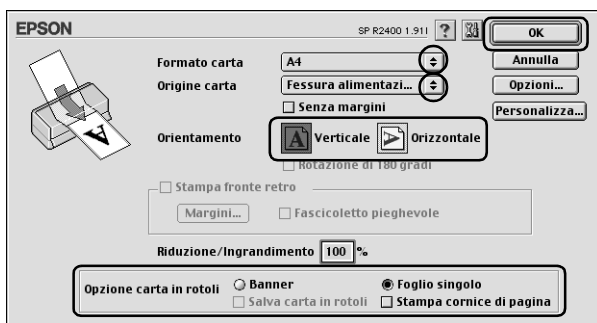 EPSON SP R2400 1.91I ? OK
Formato carta A4 Annulla
Origine carta Fessura alimentazi... Opzioni...
Senza margini Personalizza...
Orientamento A Verticale A Orizzontale
Rotazione di 180 gradi
Stampa fronte retro
Margini... Fascicoletto pieghevole
Riduzione/Ingrandimento 100 %
Opzione carta in rotoli Banner Foglio singolo
Salva carta in rotoli Stampa cornice di pagina
A